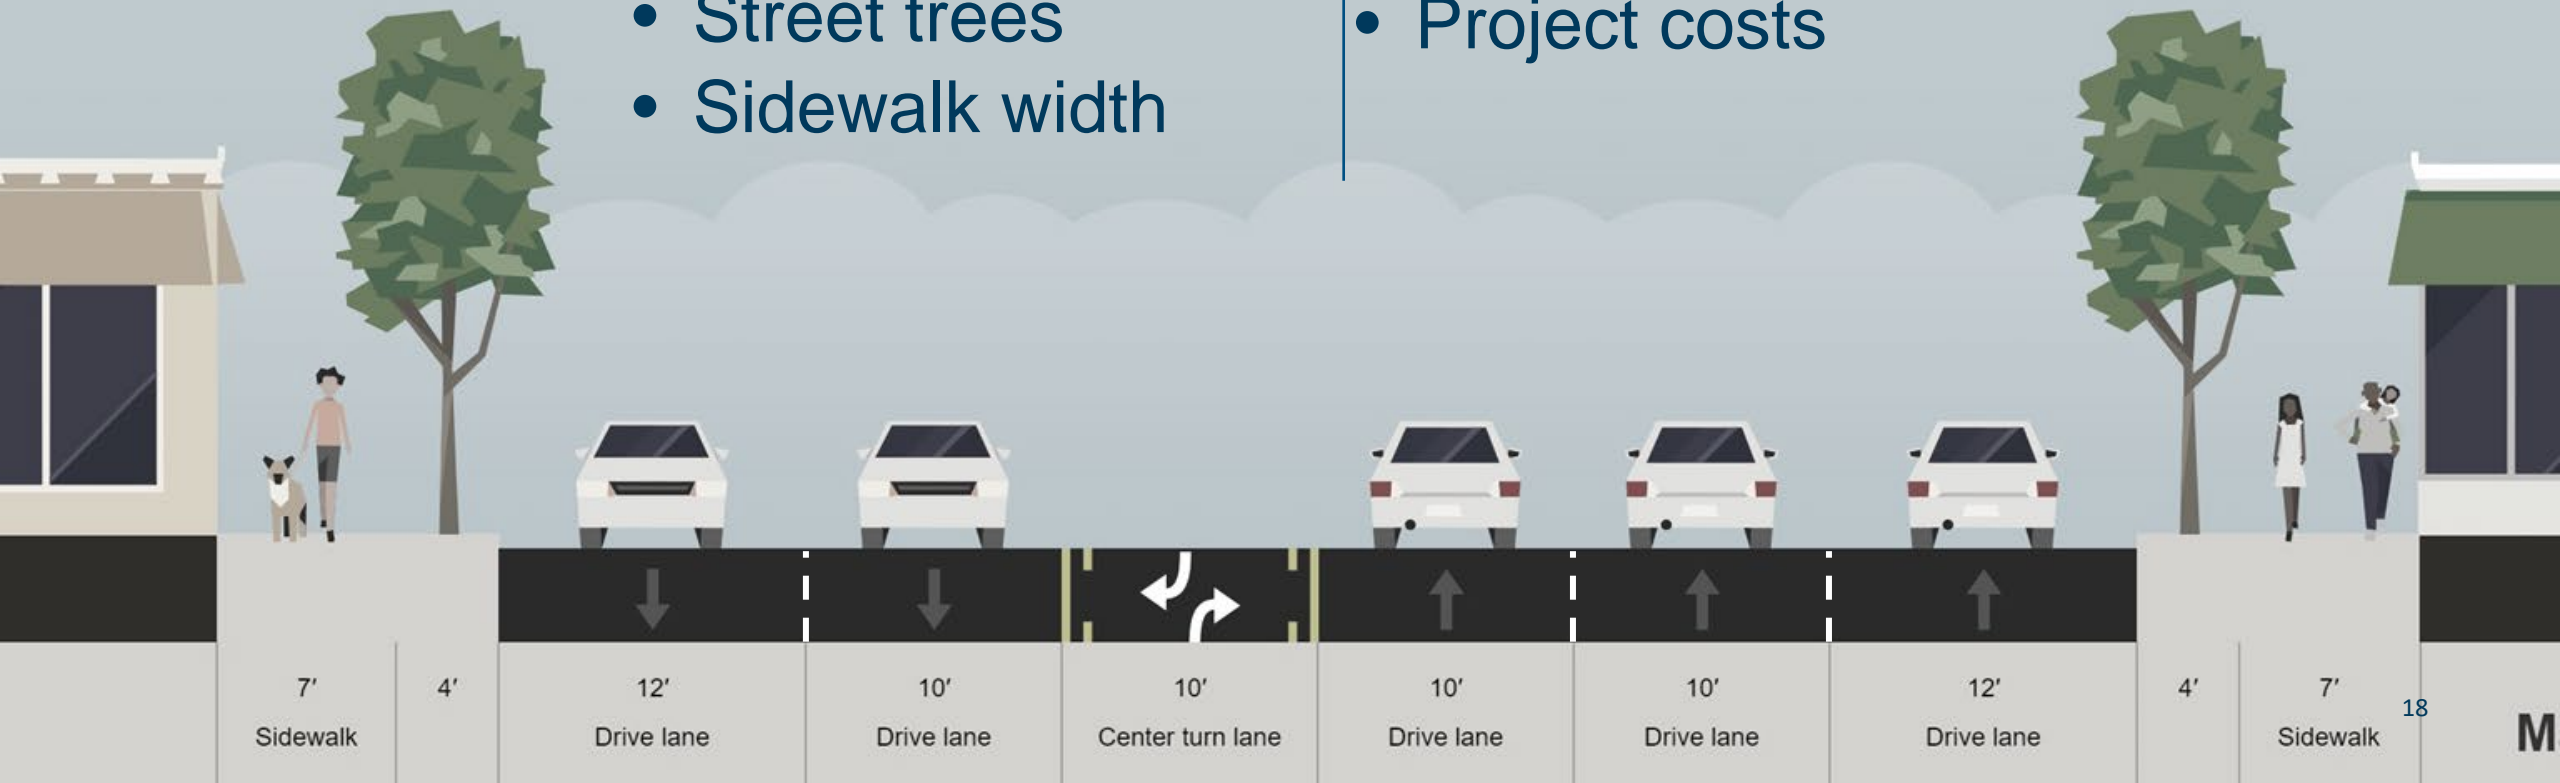 • Street trees
• Sidewalk width
• Project costs
7′ 4′ 12′ 10′ 10′ 10′ 10′ 12′ 4′ 7′
18
Sidewalk Drive lane Drive lane Center turn lane Drive lane Drive lane Drive lane Sidewalk